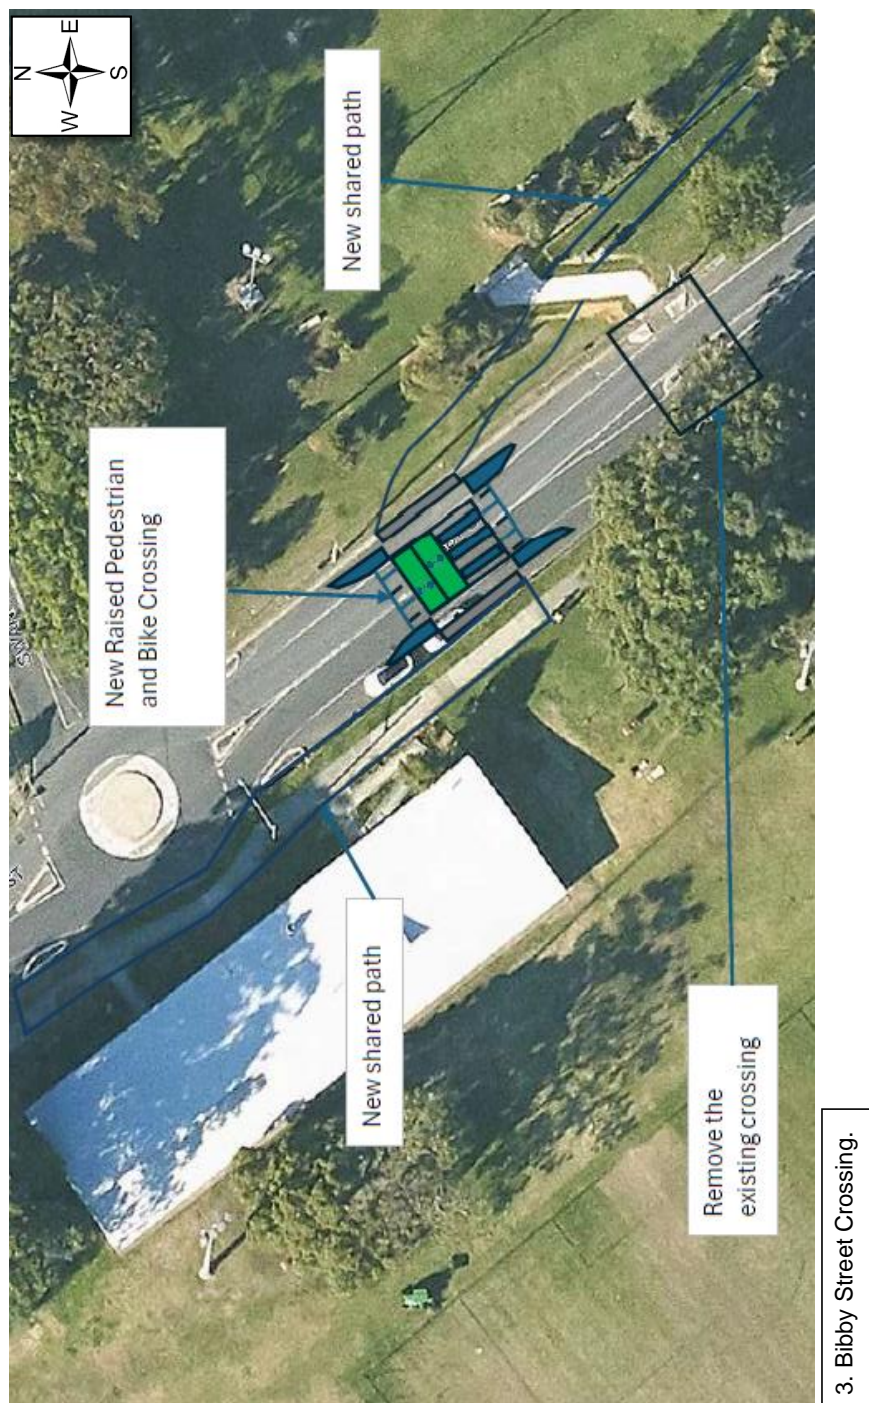 N
W E
S
New Raised Pedestrian
and Bike Crossing
New shared path
New shared path
Remove the
existing crossing
3. Bibby Street Crossing.